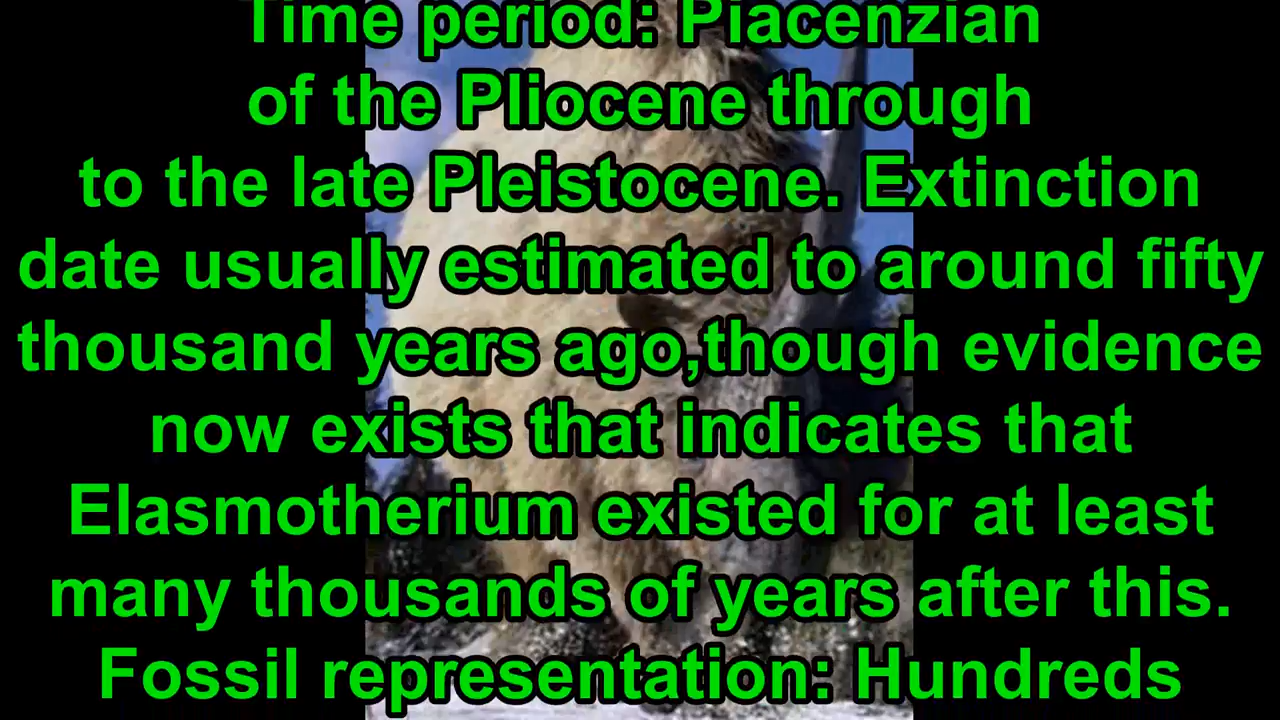 Time period: Piacenzian
of the Pliocene through
to the late Pleistocene. Extinction
date usually estimated to around fifty
thousand years ago,though evidence
now exists that indicates that
Elasmotherium existed for at least
many thousands of years after this.
Fossil representation: Hundreds